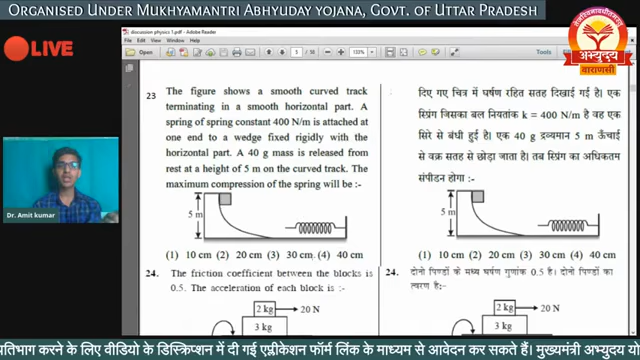 ORGANISED UNDER MUKHYAMANTRI ABHYUDAY YOJANA, GOVT. OF UTTAR PRADESH
LIVE
discussion physics 1.pdf - Adobe Reader
File Edit View Window Help
Open
1 / 58
Tools
अभ्युदय
वाराणसी
23 The figure shows a smooth curved track
terminating in a smooth horizontal part. A
spring of spring constant 400 N/m is attached at
one end to a wedge fixed rigidly with the
horizontal part. A 40 g mass is released from
rest at a height of 5 m on the curved track. The
maximum compression of the spring will be :-
5 m
(1) 10 cm (2) 20 cm (3) 30 cm. (4) 40 cm
24. The friction coefficient between the blocks is
0.5. The acceleration of each block is :-
2 kg 20 N
3 kg
दिए गए चित्र में घर्षण रहित सतह दिखाई गई है। एक
स्प्रिंग जिसका बल नियतांक k = 400 N/m है वह एक
सिरे से बंधी हुई है। एक 40 g द्रव्यमान 5 m ऊँचाई
से वक्र सतह से छोड़ा जाता है। तब स्प्रिंग का अधिकतम
संपीडन होगा :-
5 m
(1) 10 cm (2) 20 cm (3) 30 cm (4) 40 cm
24. दोनो पिण्डों के मध्य घर्षण गुणांक 0.5 है। दोनो पिण्डों का
त्वरण है:-
2 kg 20 N
3 kg
Dr. Amit kumar
प्रतिभाग करने के लिए वीडियो के डिस्क्रिप्शन में दी गई एप्लीकेशन फॉर्म लिंक के माध्यम से आवेदन कर सकते हैं। मुख्यमंत्री अभ्युदय यो